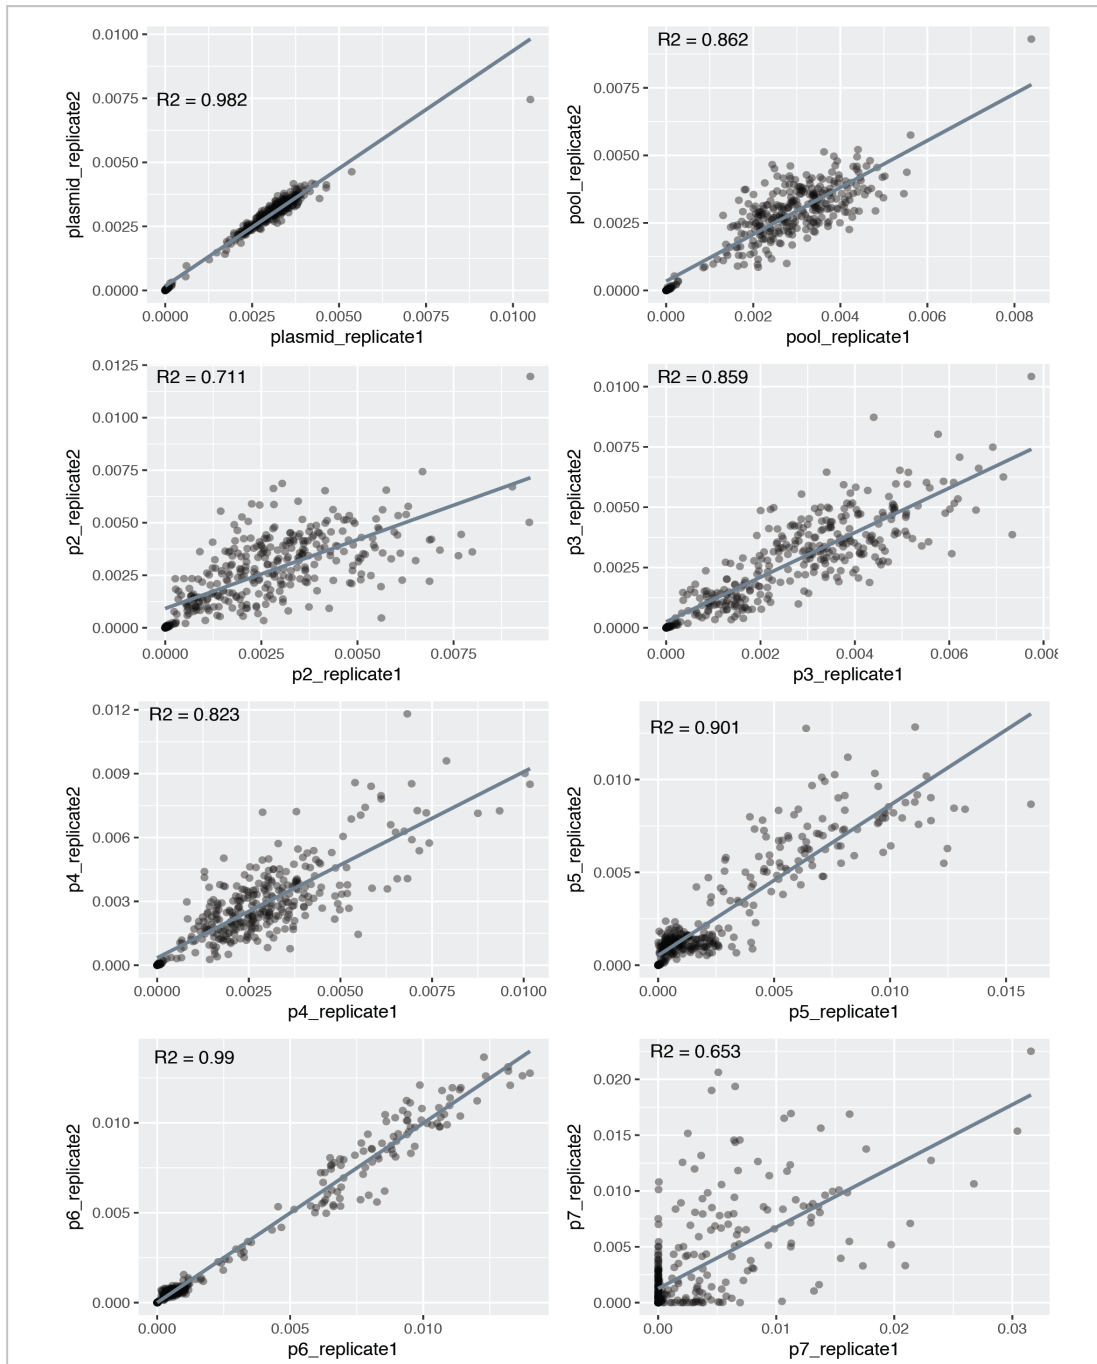 R2 = 0.982
plasmid_replicate2
0.0100
0.0075
0.0050
0.0025
0.0000
0.0000 0.0025 0.0050 0.0075 0.0100
plasmid_replicate1
R2 = 0.862
pool_replicate2
0.0075
0.0050
0.0025
0.0000
0.000 0.002 0.004 0.006 0.008
pool_replicate1
R2 = 0.711
p2_replicate2
0.0125
0.0100
0.0075
0.0050
0.0025
0.0000
0.0000 0.0025 0.0050 0.0075
p2_replicate1
R2 = 0.859
p3_replicate2
0.0100
0.0075
0.0050
0.0025
0.0000
0.000 0.002 0.004 0.006 0.008
p3_replicate1
R2 = 0.823
p4_replicate2
0.012
0.009
0.006
0.003
0.000
0.0000 0.0025 0.0050 0.0075 0.0100
p4_replicate1
R2 = 0.901
p5_replicate2
0.010
0.005
0.000
0.000 0.005 0.010 0.015
p5_replicate1
R2 = 0.99
p6_replicate2
0.010
0.005
0.000
0.000 0.005 0.010
p6_replicate1
R2 = 0.653
p7_replicate2
0.020
0.015
0.010
0.005
0.000
0.00 0.01 0.02 0.03
p7_replicate1